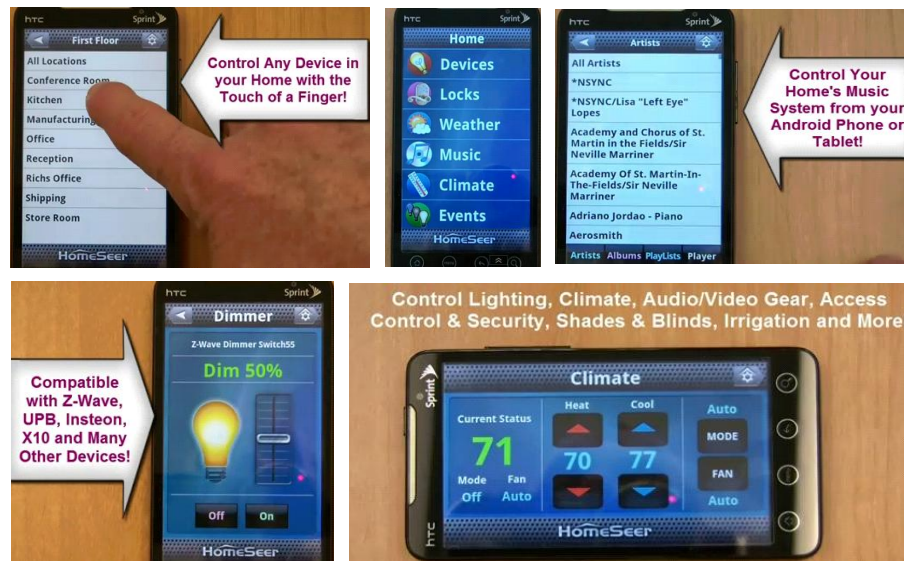 hTC Sprint
First Floor
All Locations
Conference Room
Kitchen
Manufacturing
Office
Reception
Richs Office
Shipping
Store Room
HomeSeer
Control Any Device in
your Home with the
Touch of a Finger!
hTC Sprint
Home
Devices
Locks
Weather
Music
Climate
Events
HomeSeer
hTC Sprint
Artists
All Artists
*NSYNC
*NSYNC/Lisa "Left Eye"
Lopes
Academy and Chorus of St.
Martin in the Fields/Sir
Neville Marriner
Academy Of St. Martin-In-
The-Fields/Sir Neville
Marriner
Adriano Jordao - Piano
Aerosmith
Artists Albums PlayLists Player
Control Your
Home's Music
System from your
Android Phone or
Tablet!
Compatible
with Z-Wave,
UPB, Insteon,
X10 and Many
Other Devices!
hTC Sprint
Dimmer
Z-Wave Dimmer Switch55
Dim 50%
Off On
HomeSeer
Control Lighting, Climate, Audio/Video Gear, Access
Control & Security, Shades & Blinds, Irrigation and More
Sprint
hTC
Climate
Current Status
71
Mode Fan
Off Auto
Heat Cool
70 77
Auto
MODE
FAN
Auto
HomeSeer